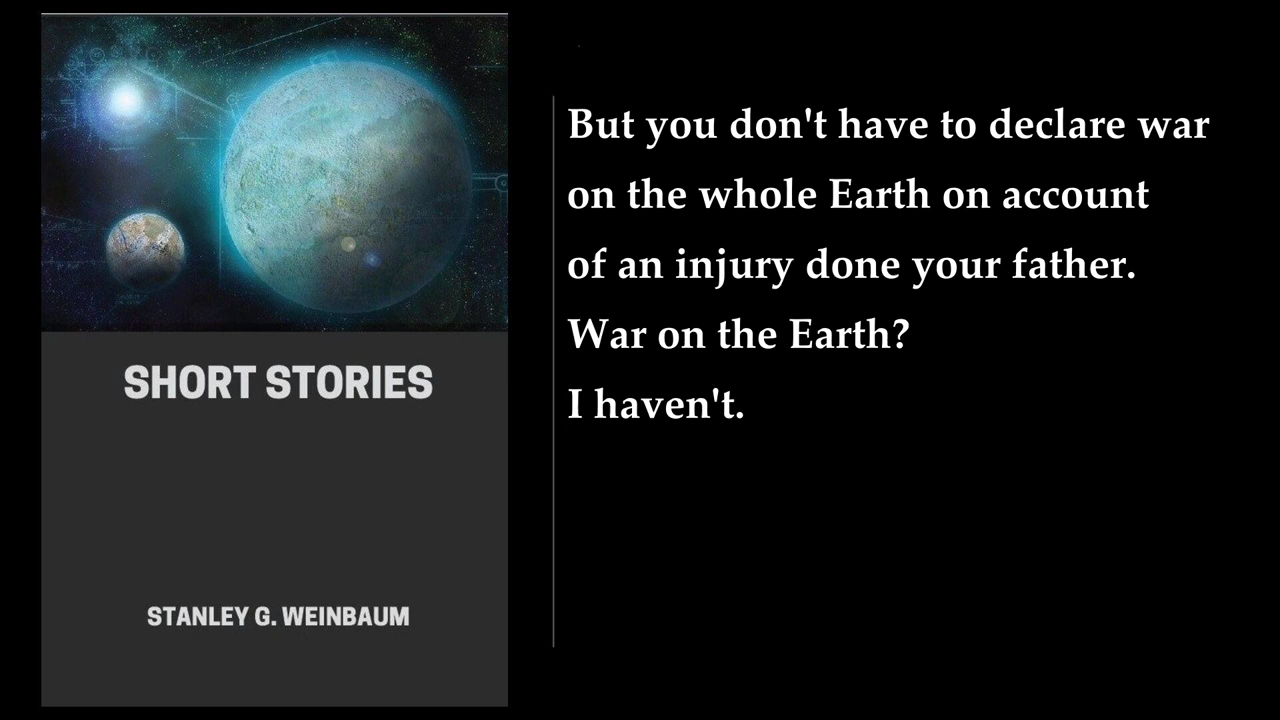 SHORT STORIES
STANLEY G. WEINBAUM
But you don't have to declare war
on the whole Earth on account
of an injury done your father.
War on the Earth?
I haven't.